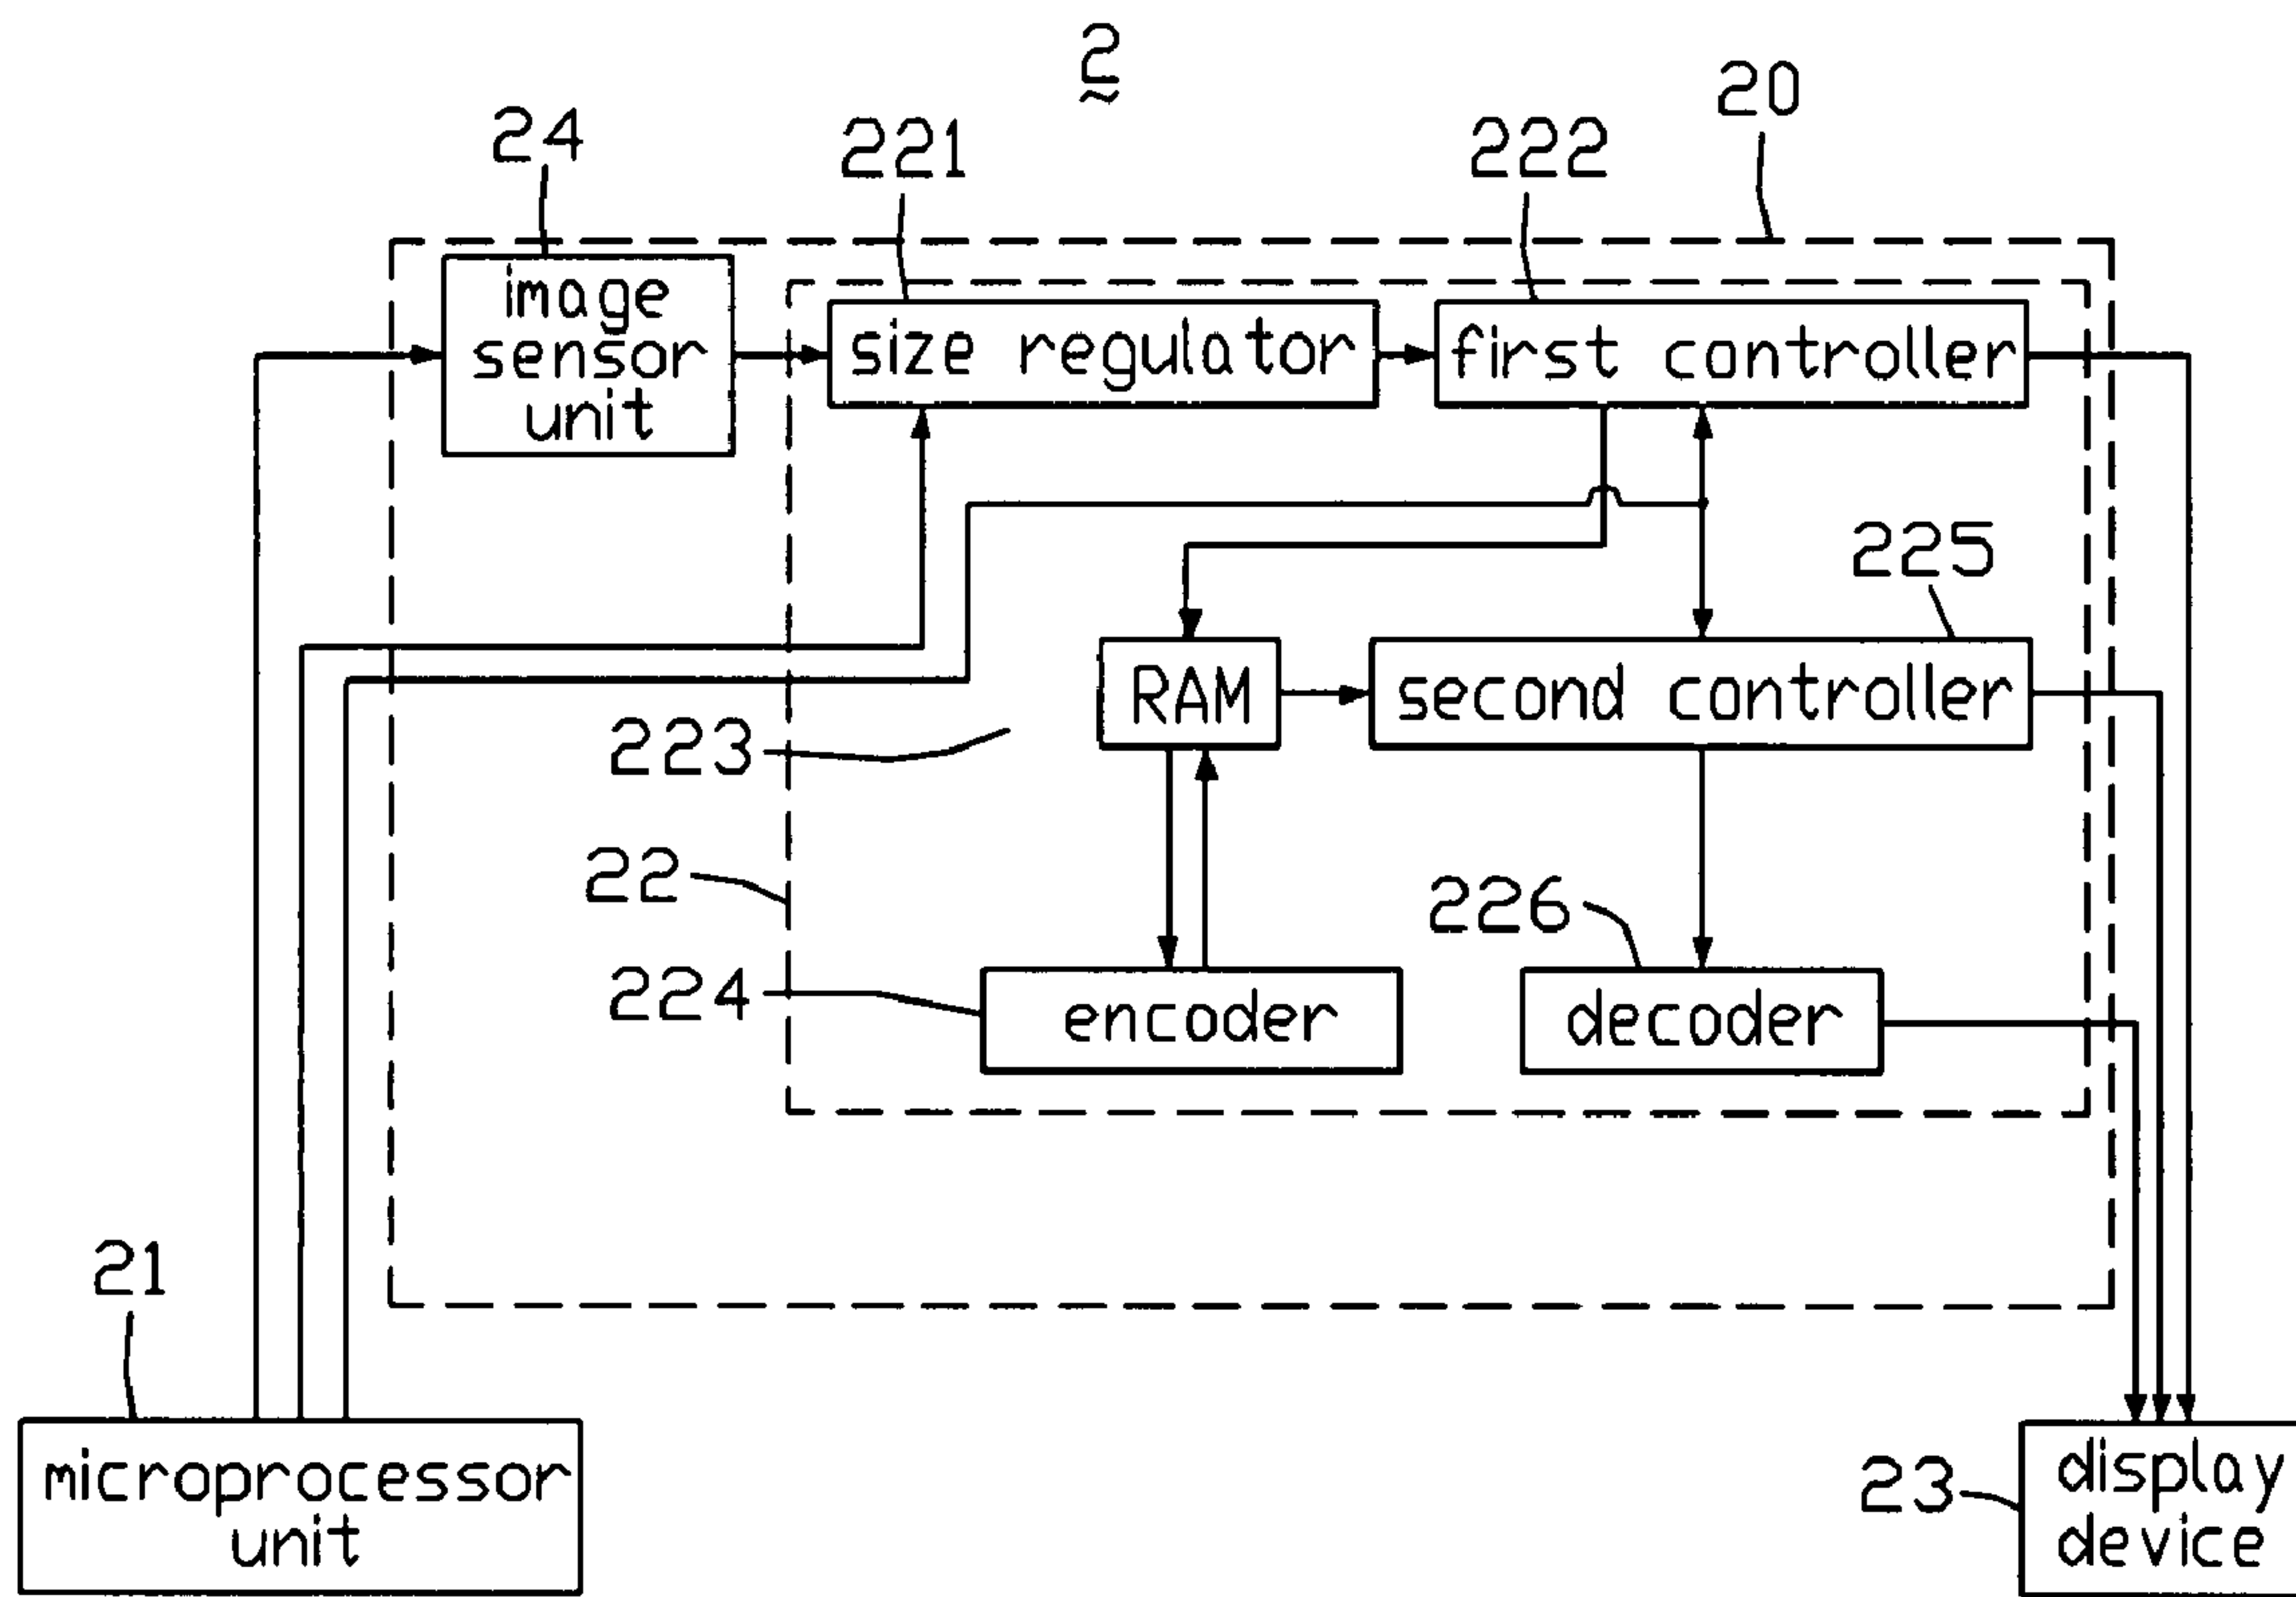 2
20
24
221
222
image
sensor
unit
size regulator
first controller
225
RAM
second controller
223
22
226
224
encoder
decoder
21
microprocessor
unit
23
display
device